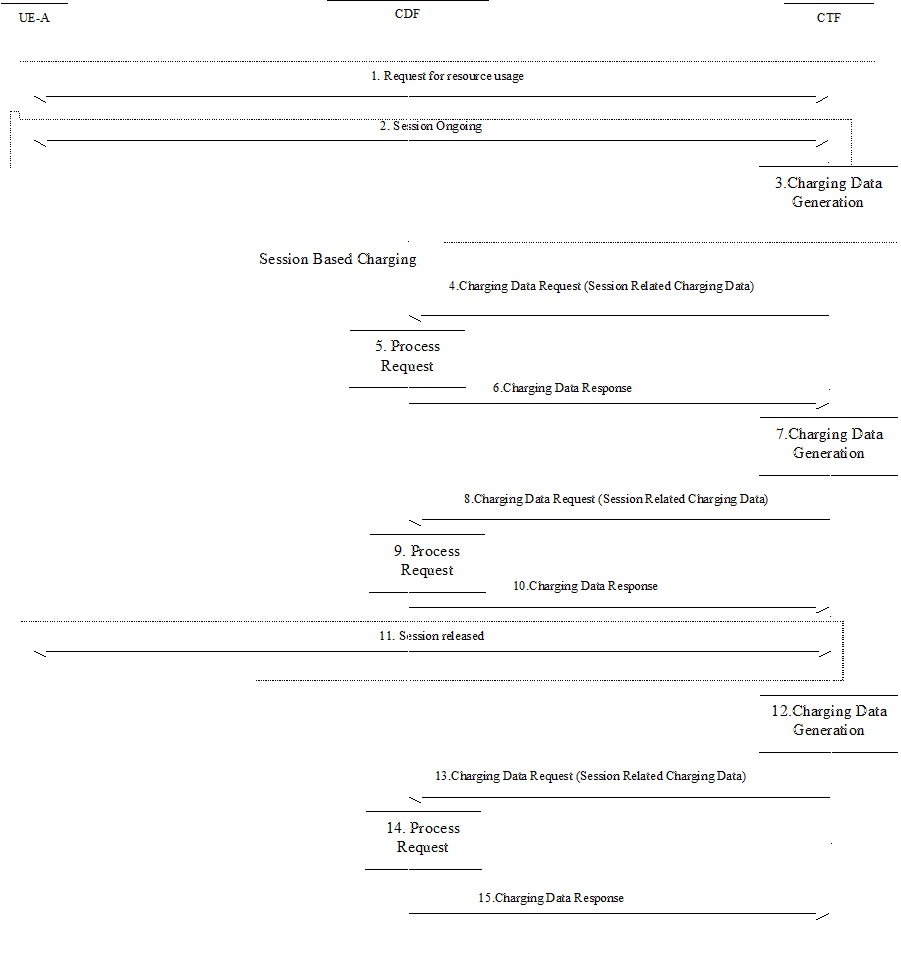 UE-A
CDF
CTF
1. Request for resource usage
2. Session Ongoing
3.Charging Data
Generation
Session Based Charging
4.Charging Data Request (Session Related Charging Data)
5. Process
Request
6.Charging Data Response
7.Charging Data
Generation
8.Charging Data Request (Session Related Charging Data)
9. Process
Request
10.Charging Data Response
11. Session released
12.Charging Data
Generation
13.Charging Data Request (Session Related Charging Data)
14. Process
Request
15.Charging Data Response